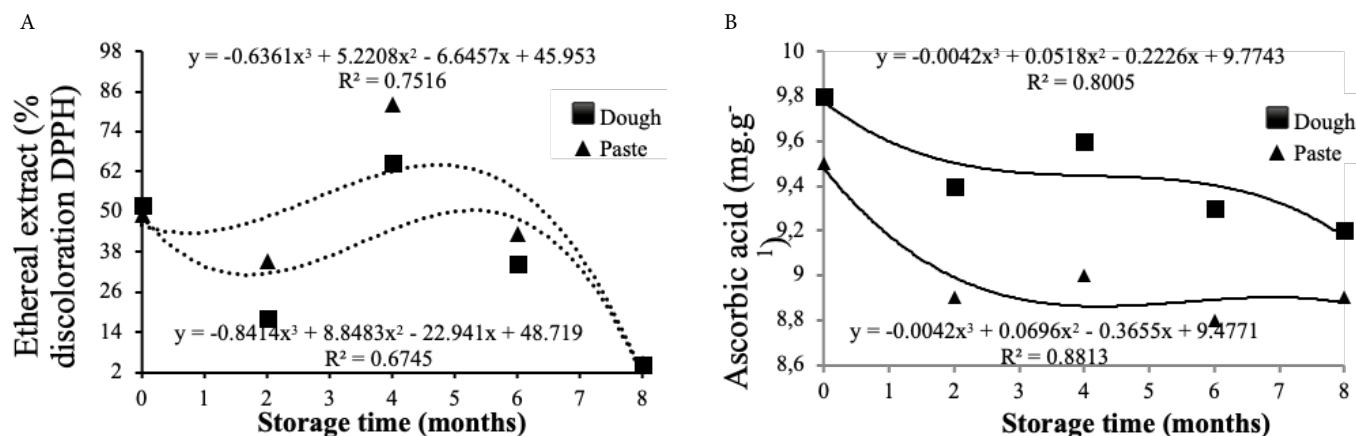 A
Ethereal extract (%
discoloration DPPH)
98
86
74
62
50
38
26
14
2
y = -0.6361x³ + 5.2208x² - 6.6457x + 45.953
R² = 0.7516
Dough
Paste
y = -0.8414x³ + 8.8483x² - 22.941x + 48.719
R² = 0.6745
0 1 2 3 4 5 6 7 8
Storage time (months)
B
Ascorbic acid (mg.g-
1)
10
9,8
9,6
9,4
9,2
9
8,8
8,6
y = -0.0042x³ + 0.0518x² - 0.2226x + 9.7743
R² = 0.8005
Dough
Paste
y = -0.0042x³ + 0.0696x² - 0.3655x + 9.4771
R² = 0.8813
0 1 2 3 4 5 6 7 8
Storage time (months)